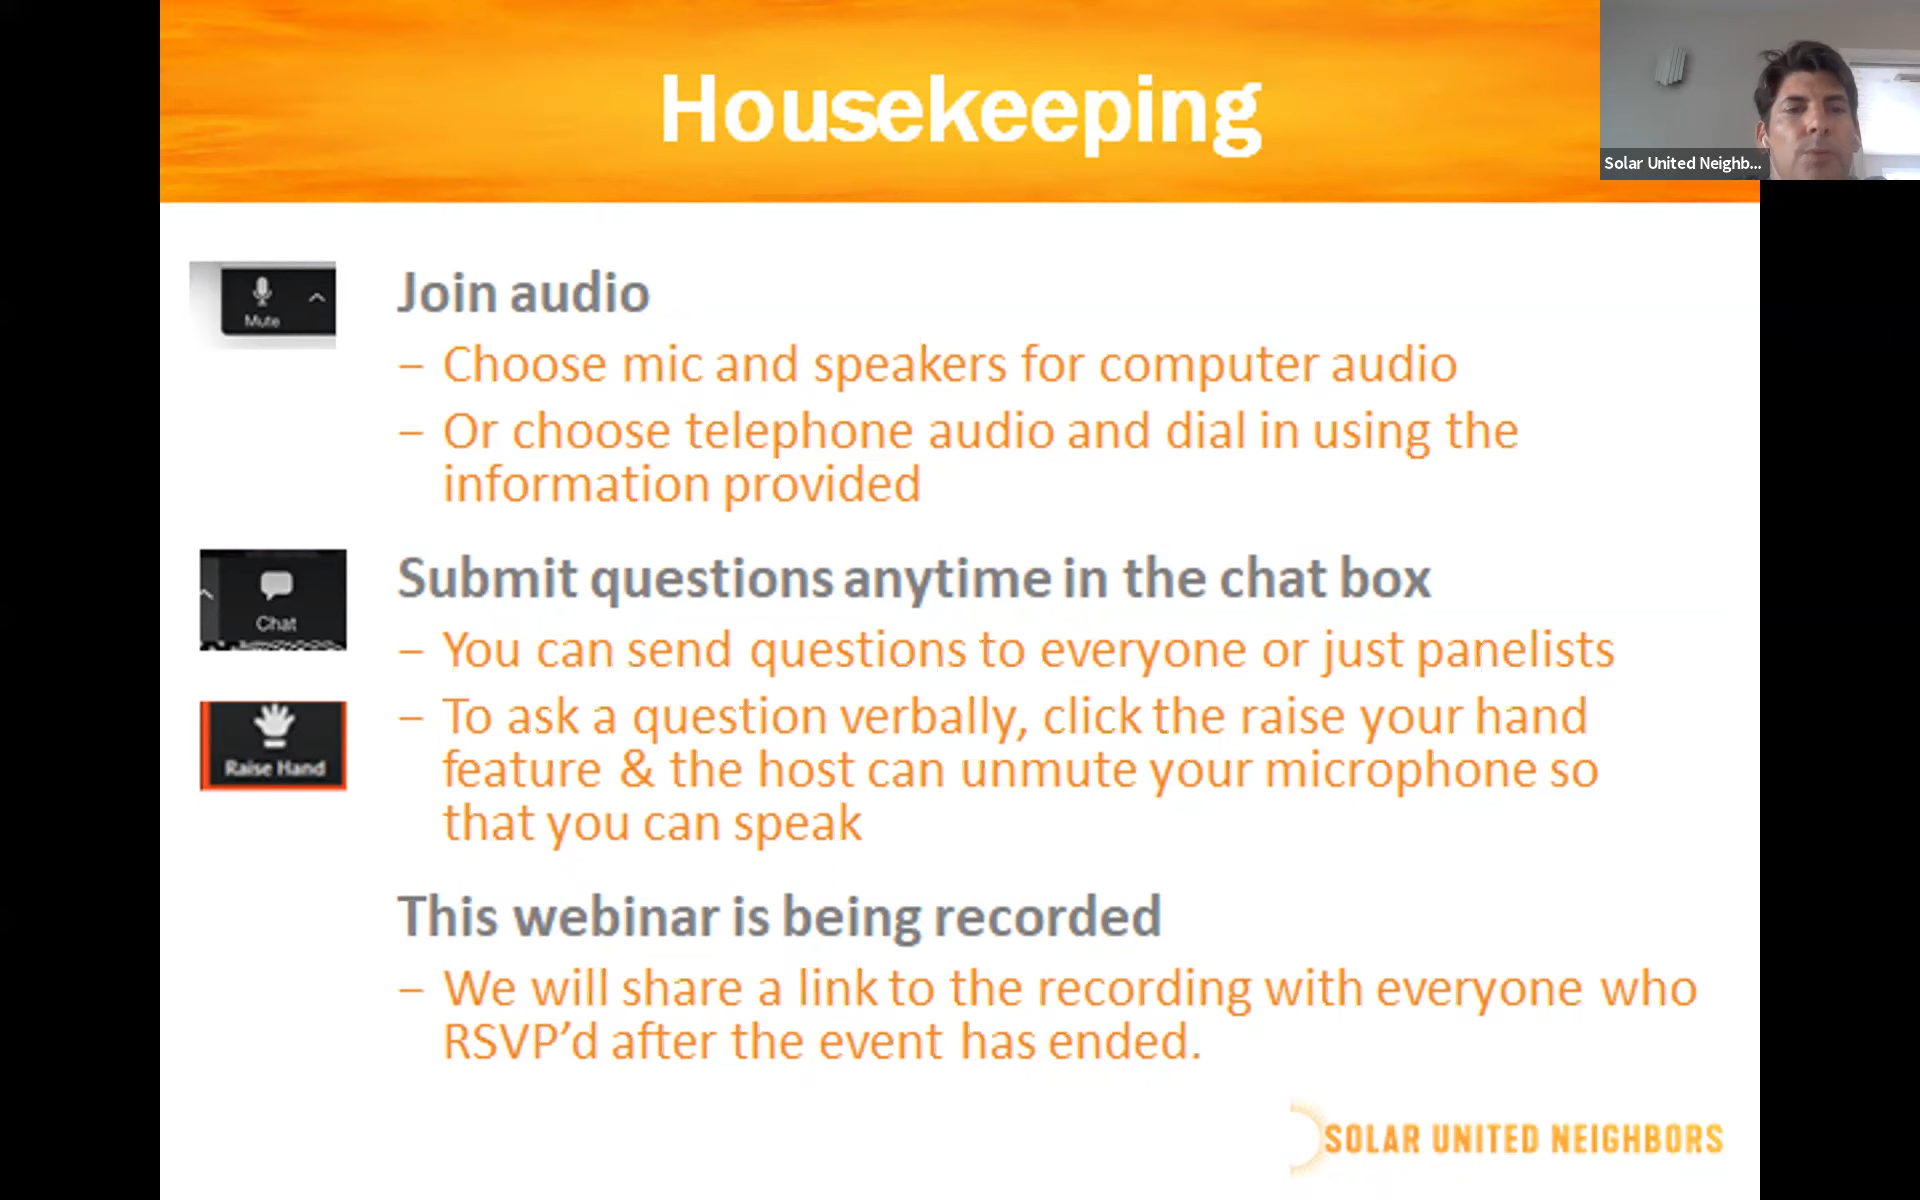 Housekeeping
Solar United Neighb...
Mute
Join audio
– Choose mic and speakers for computer audio
– Or choose telephone audio and dial in using the
information provided
Chat
Submit questions anytime in the chat box
– You can send questions to everyone or just panelists
Raise Hand
– To ask a question verbally, click the raise your hand
feature & the host can unmute your microphone so
that you can speak
This webinar is being recorded
– We will share a link to the recording with everyone who
RSVP’d after the event has ended.
SOLAR UNITED NEIGHBORS